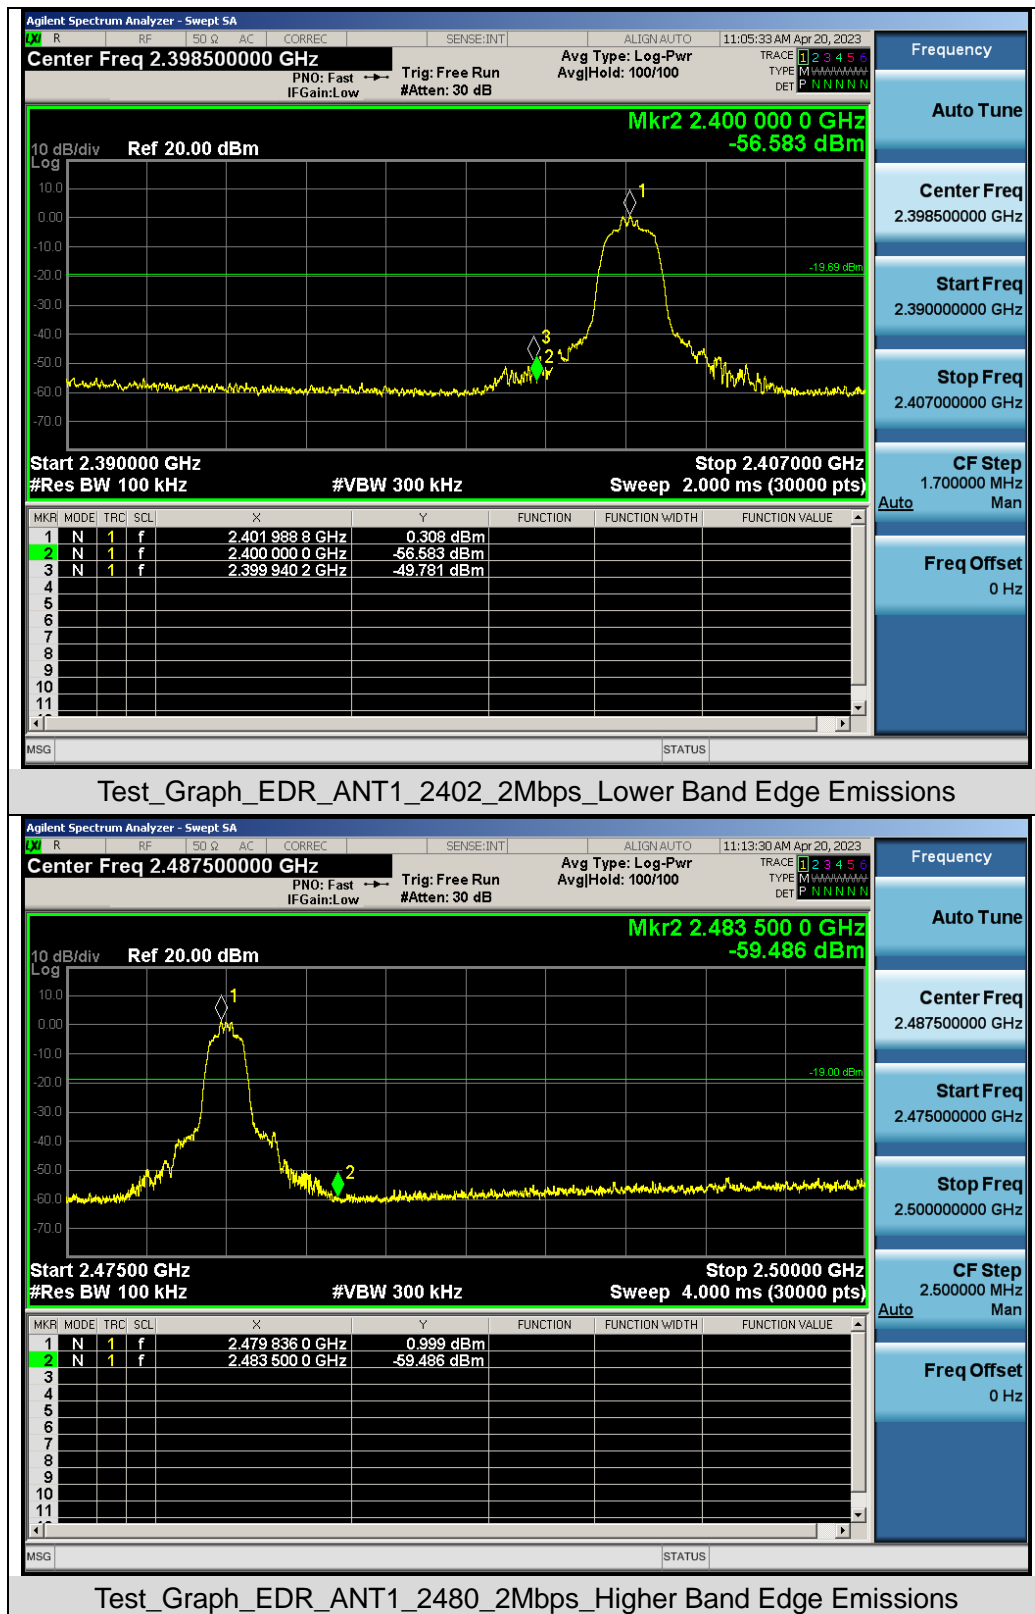 Agilent Spectrum Analyzer - Swept SA
LXI R RF 50 Ω AC CORREC SENSE:INT ALIGN AUTO 11:05:33 AM Apr 20, 2023
Center Freq 2.398500000 GHz
PNO: Fast
IFGain:Low
Trig: Free Run
#Atten: 30 dB
Avg Type: Log-Pwr
Avg|Hold: 100/100
TRACE 1 2 3 4 5 6
TYPE M
DET P N N N N N
Mkr2 2.400 000 0 GHz
-56.583 dBm
10 dB/div Ref 20.00 dBm
Log
10.0
0.00
-10.0
-20.0
-30.0
-40.0
-50.0
-60.0
-70.0
1
-19.69 dBm
3
2
Start 2.390000 GHz Stop 2.407000 GHz
#Res BW 100 kHz #VBW 300 kHz Sweep 2.000 ms (30000 pts)
MKR MODE TRC SCL X Y FUNCTION FUNCTION WIDTH FUNCTION VALUE
1 N 1 f 2.401 988 8 GHz 0.308 dBm
2 N 1 f 2.400 000 0 GHz -56.583 dBm
3 N 1 f 2.399 940 2 GHz -49.781 dBm
4
5
6
7
8
9
10
11
MSG STATUS
Frequency
Auto Tune
Center Freq
2.398500000 GHz
Start Freq
2.390000000 GHz
Stop Freq
2.407000000 GHz
CF Step
1.700000 MHz
Auto Man
Freq Offset
0 Hz
Test_Graph_EDR_ANT1_2402_2Mbps_Lower Band Edge Emissions
Agilent Spectrum Analyzer - Swept SA
LXI R RF 50 Ω AC CORREC SENSE:INT ALIGN AUTO 11:13:30 AM Apr 20, 2023
Center Freq 2.487500000 GHz
PNO: Fast
IFGain:Low
Trig: Free Run
#Atten: 30 dB
Avg Type: Log-Pwr
Avg|Hold: 100/100
TRACE 1 2 3 4 5 6
TYPE M
DET P N N N N N
Mkr2 2.483 500 0 GHz
-59.486 dBm
10 dB/div Ref 20.00 dBm
Log
10.0
0.00
-10.0
-20.0
-30.0
-40.0
-50.0
-60.0
-70.0
1
-19.00 dBm
2
Start 2.47500 GHz Stop 2.50000 GHz
#Res BW 100 kHz #VBW 300 kHz Sweep 4.000 ms (30000 pts)
MKR MODE TRC SCL X Y FUNCTION FUNCTION WIDTH FUNCTION VALUE
1 N 1 f 2.479 836 0 GHz 0.999 dBm
2 N 1 f 2.483 500 0 GHz -59.486 dBm
3
4
5
6
7
8
9
10
11
MSG STATUS
Frequency
Auto Tune
Center Freq
2.487500000 GHz
Start Freq
2.475000000 GHz
Stop Freq
2.500000000 GHz
CF Step
2.500000 MHz
Auto Man
Freq Offset
0 Hz
Test_Graph_EDR_ANT1_2480_2Mbps_Higher Band Edge Emissions